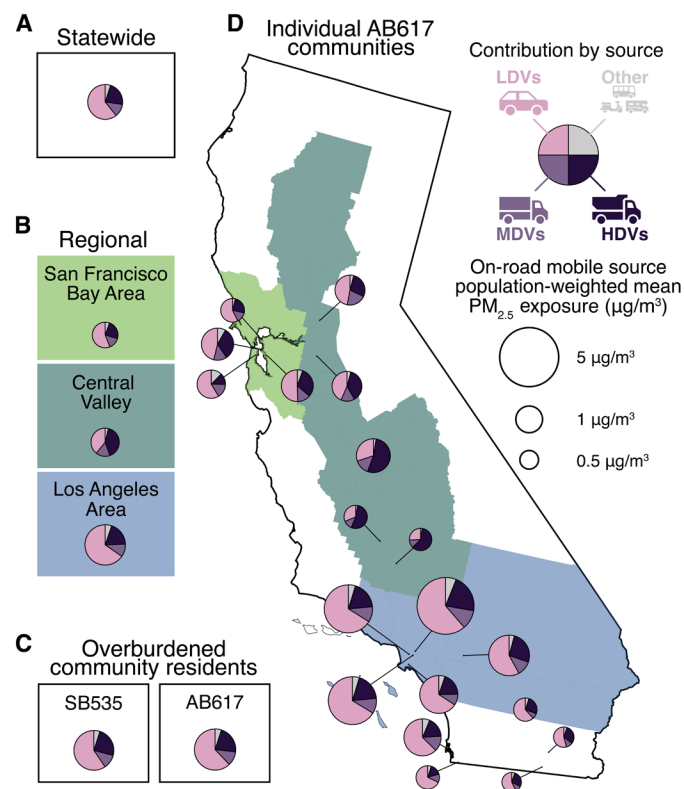 A
Statewide
B
Regional
San Francisco
Bay Area
Central
Valley
Los Angeles
Area
C
Overburdened
community residents
SB535
AB617
D
Individual AB617
communities
Contribution by source
LDVs
Other
MDVs
HDVs
On-road mobile source
population-weighted mean
PM2.5 exposure (µg/m³)
5 µg/m³
1 µg/m³
0.5 µg/m³